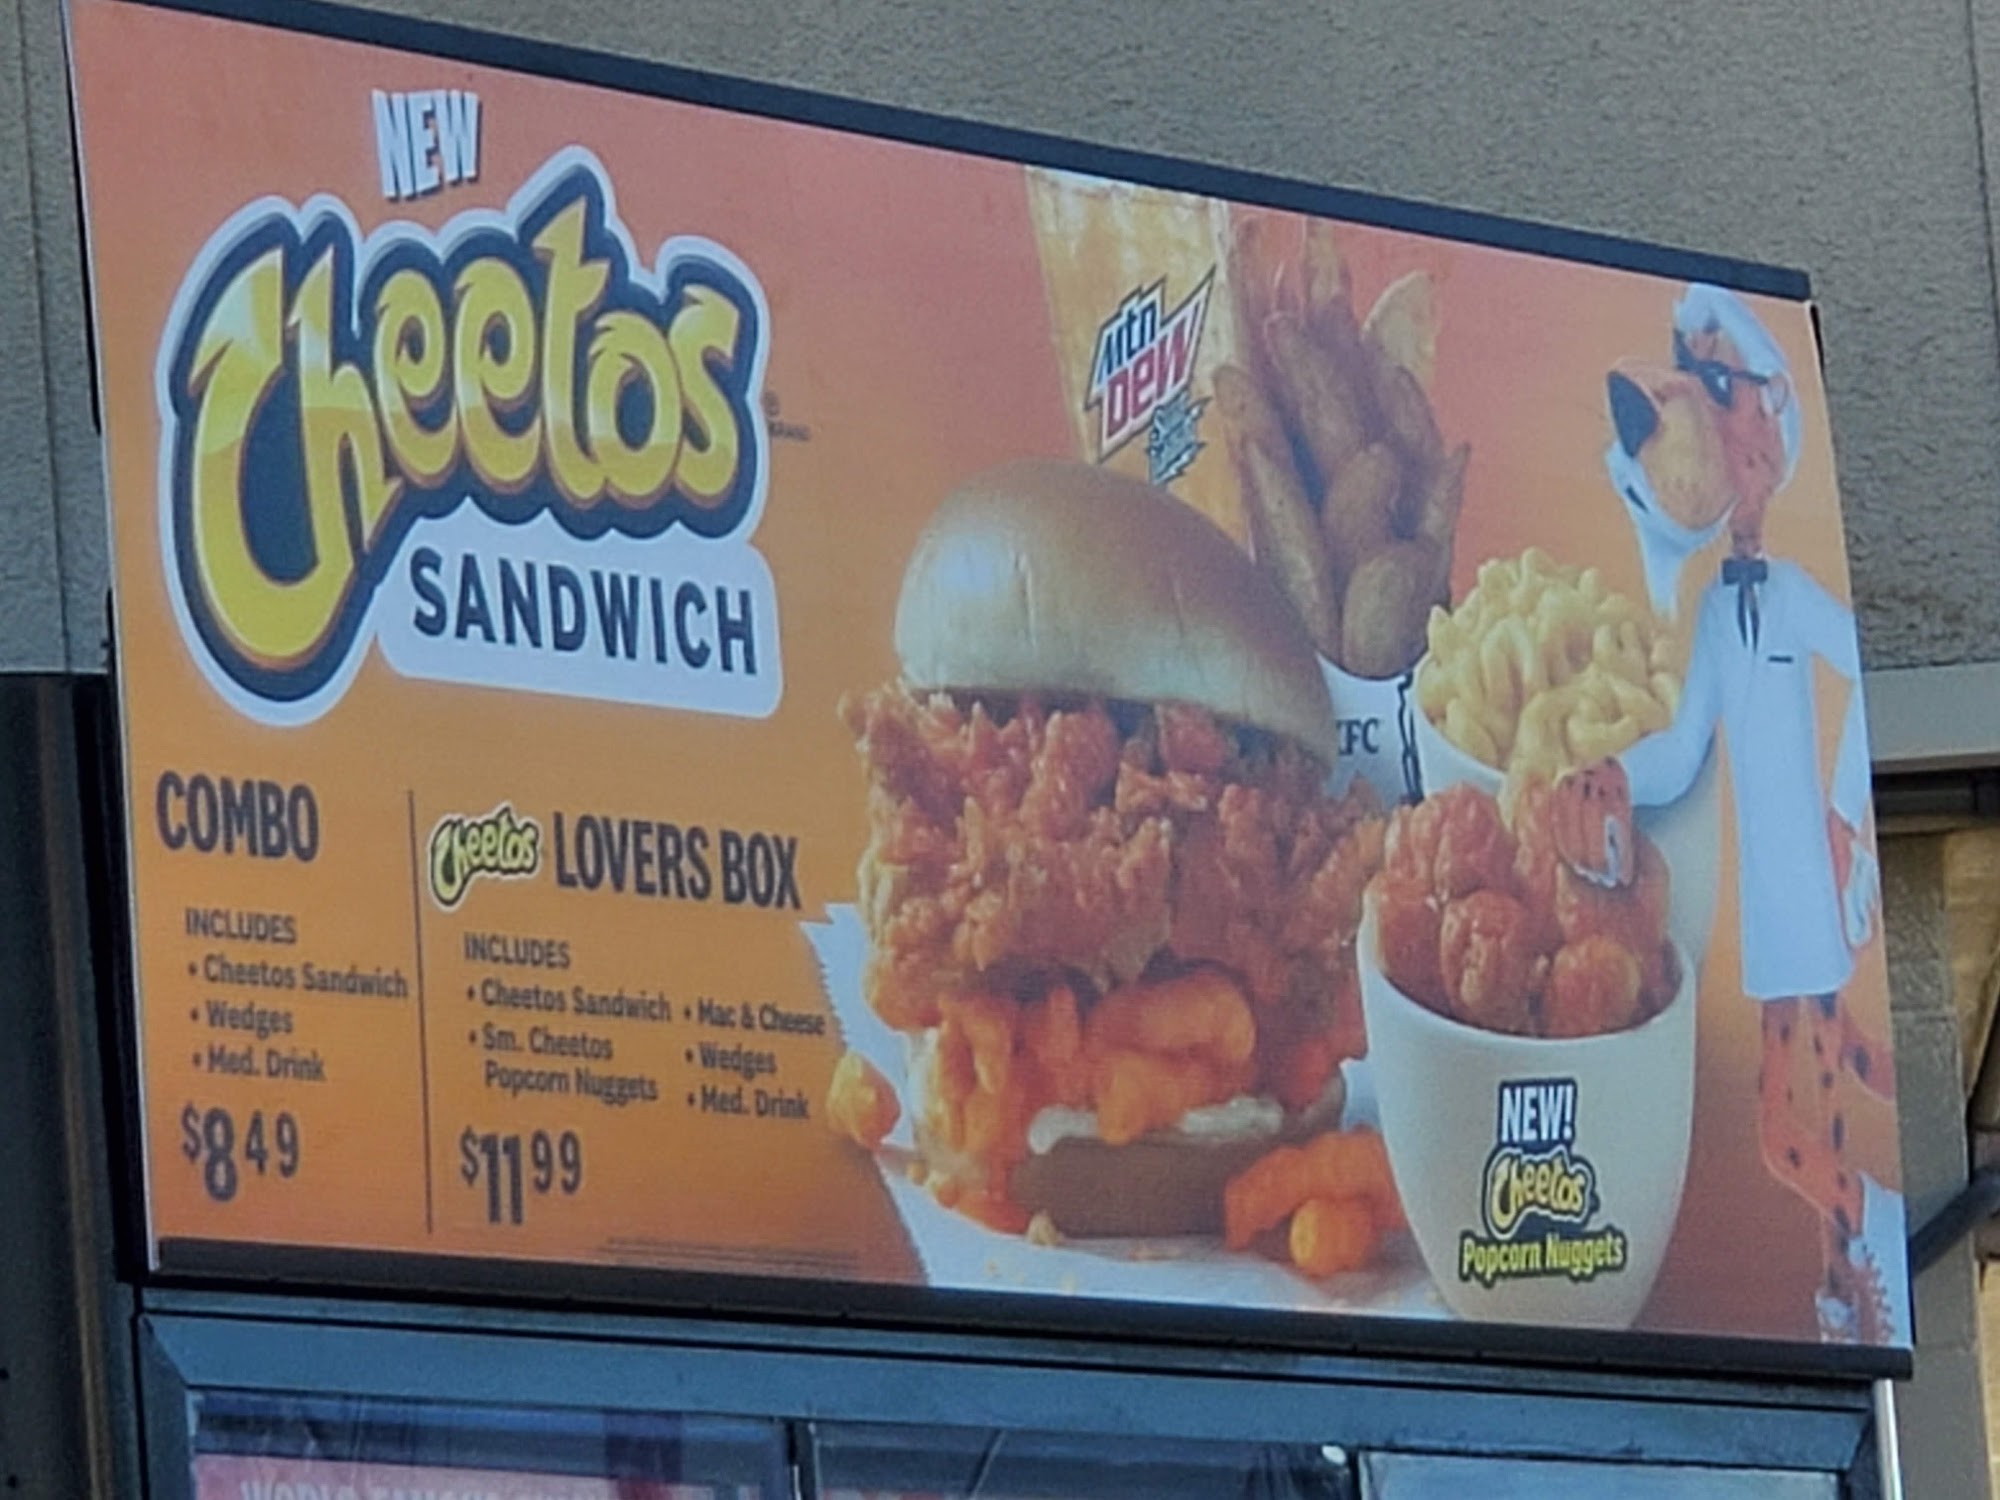 NEW
Cheetos
BRAND
SANDWICH
COMBO
INCLUDES
• Cheetos Sandwich
• Wedges
• Med. Drink
$8 49
Cheetos LOVERS BOX
INCLUDES
• Cheetos Sandwich
• Sm. Cheetos
Popcorn Nuggets
• Mac & Cheese
• Wedges
• Med. Drink
$11 99
Mtn
Dew
KFC
NEW!
Cheetos
Popcorn Nuggets